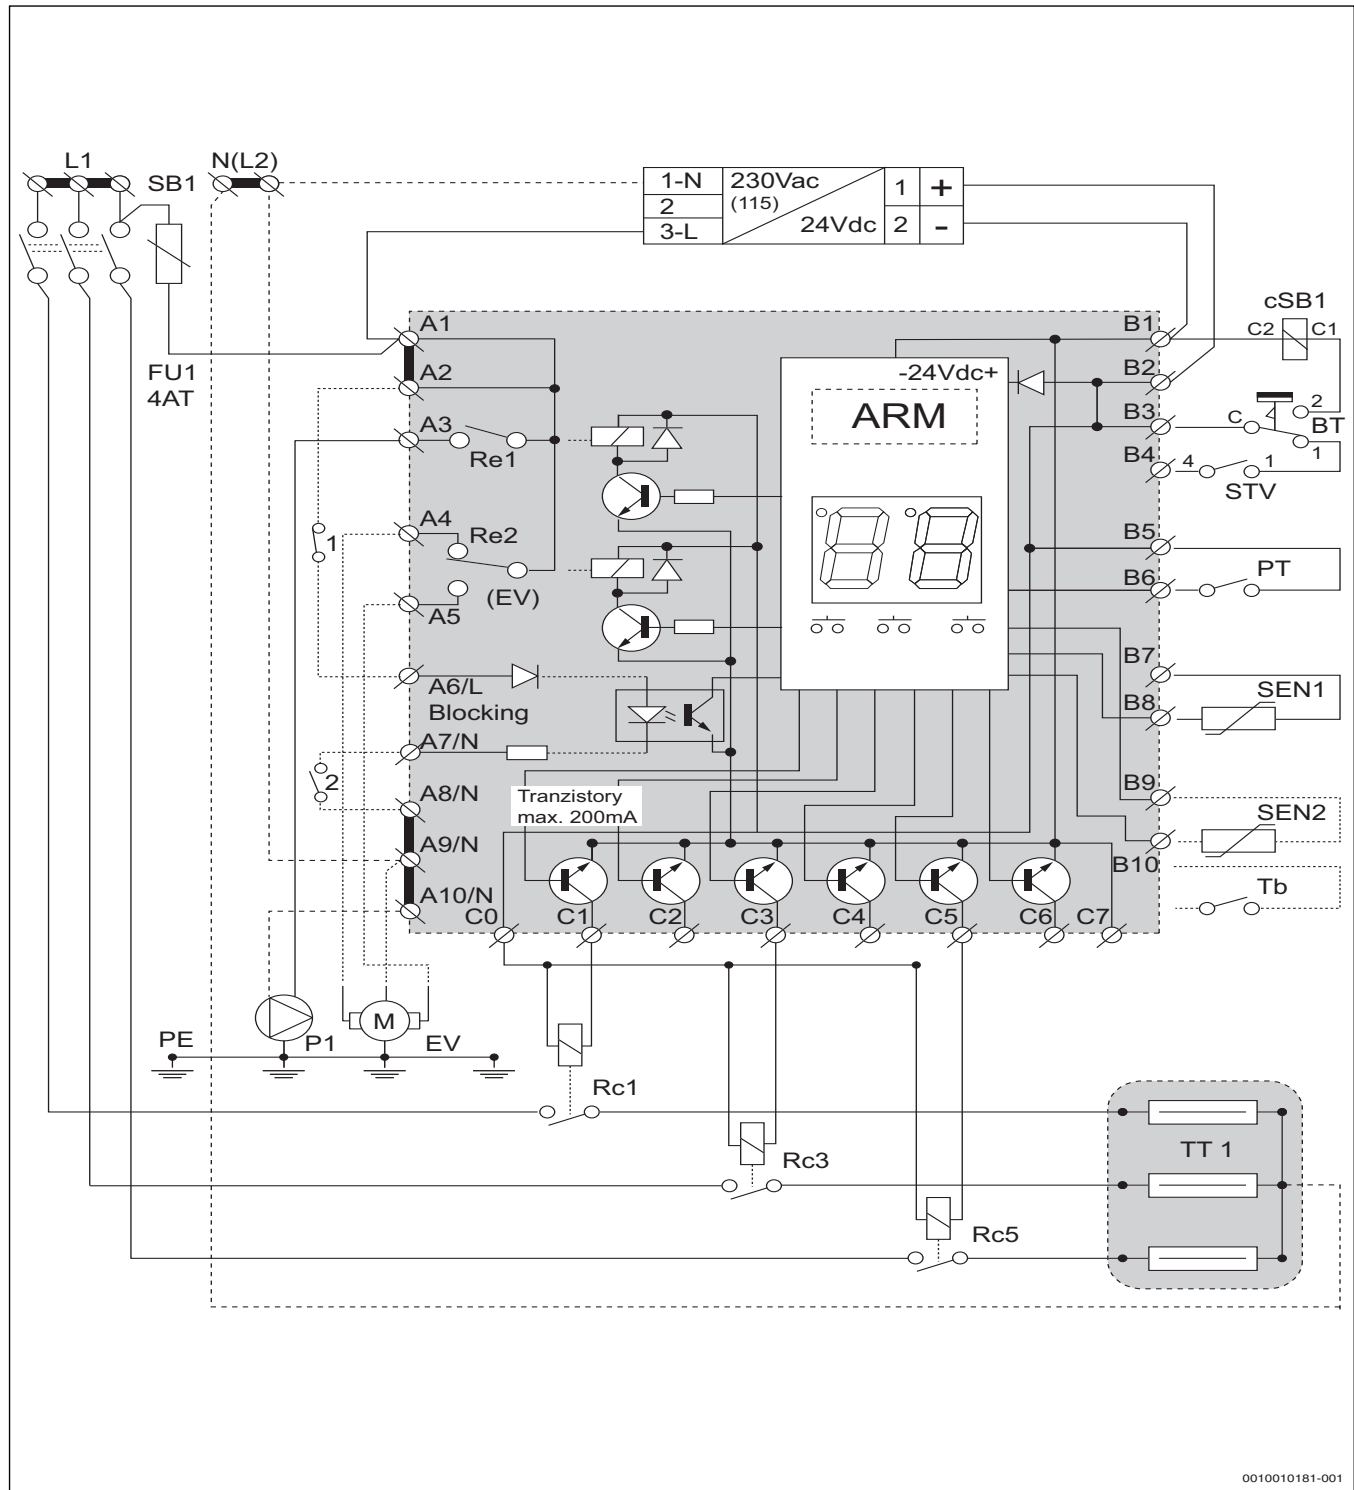 L1
N(L2)
SB1
1-N
2
3-L
230Vac
(115)
24Vdc
1
+
2
-
FU1
4AT
A1
A2
A3
Re1
A4
Re2
(EV)
A5
A6/L
Blocking
A7/N
A8/N
A9/N
A10/N
1
2
-24Vdc+
ARM
Tranzistory
max. 200mA
B1
B2
B3
B4
B5
B6
B7
B8
B9
B10
cSB1
C2
C1
2
C
BT
1
4
1
STV
PT
SEN1
SEN2
Tb
C0
C1
C2
C3
C4
C5
C6
C7
PE
P1
M
EV
Rc1
Rc3
Rc5
TT 1
0010010181-001